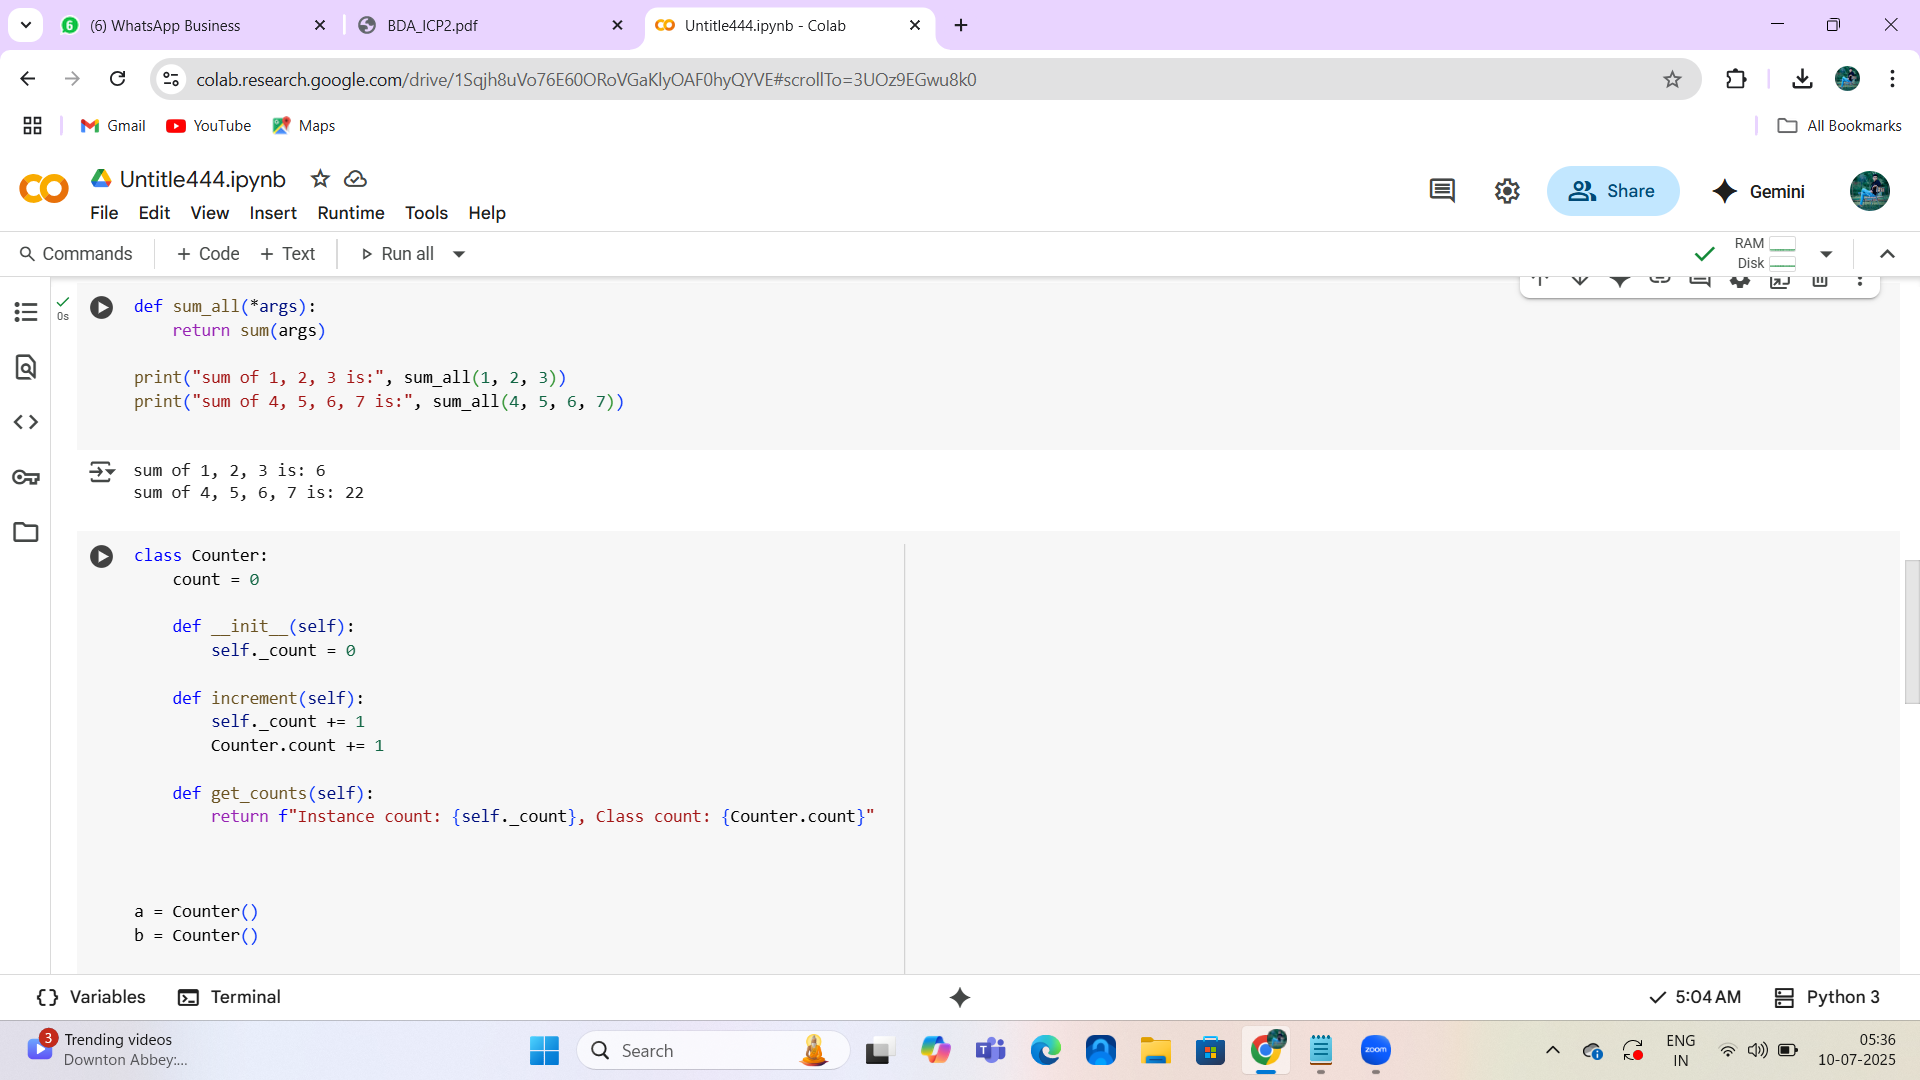 (6) WhatsApp Business
BDA_ICP2.pdf
Untitle444.ipynb - Colab
colab.research.google.com/drive/1Sqjh8uVo76E60ORoVGaKlyOAF0hyQYVE#scrollTo=3UOz9EGwu8k0
Gmail YouTube Maps All Bookmarks
Untitle444.ipynb
File Edit View Insert Runtime Tools Help
Share Gemini
Commands + Code + Text Run all
RAM
Disk
0s
def sum_all(*args):
    return sum(args)
print("sum of 1, 2, 3 is:", sum_all(1, 2, 3))
print("sum of 4, 5, 6, 7 is:", sum_all(4, 5, 6, 7))
sum of 1, 2, 3 is: 6
sum of 4, 5, 6, 7 is: 22
class Counter:
    count = 0
    def __init__(self):
        self._count = 0
    def increment(self):
        self._count += 1
        Counter.count += 1
    def get_counts(self):
        return f"Instance count: {self._count}, Class count: {Counter.count}"
a = Counter()
b = Counter()
Variables Terminal
5:04 AM Python 3
3
Trending videos
Downton Abbey:...
Search
zoom
ENG
IN
05:36
10-07-2025